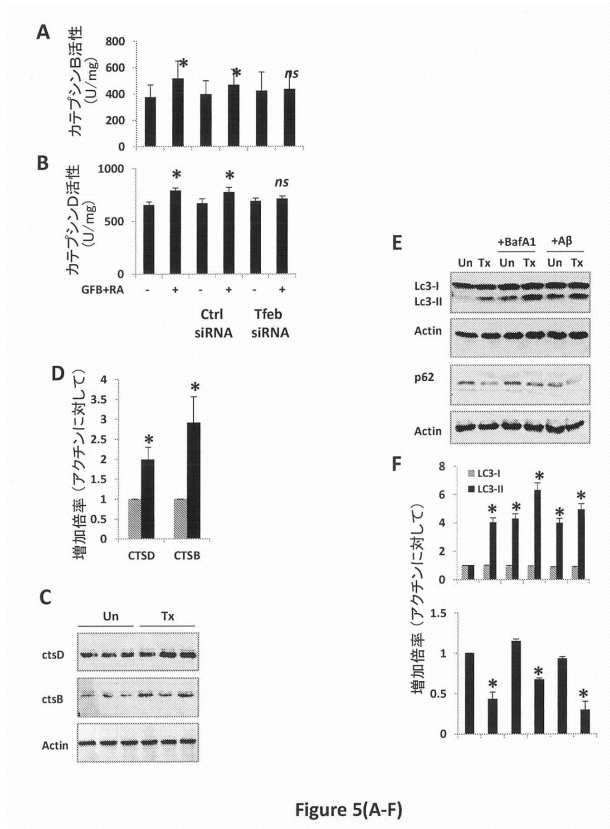 A
カテプシンB活性
(U/mg)
800
600
400
200
0
*
*
ns
B
カテプシンD活性
(U/mg)
1000
500
0
*
*
ns
GFB+RA - + - + - +
Ctrl siRNA
Tfeb siRNA
D
増加倍率(アクチンに対して)
4
3.5
3
2.5
2
1.5
1
0.5
0
*
*
CTSD CTSB
C
Un Tx
ctsD
ctsB
Actin
E
+BafA1 +Aβ
Un Tx Un Tx Un Tx
Lc3-I
Lc3-II
Actin
p62
Actin
F
増加倍率(アクチンに対して)
8
6
4
2
0
LC3-I
LC3-II
*
*
*
*
*
1.5
1
0.5
0
*
*
*
Figure 5(A-F)